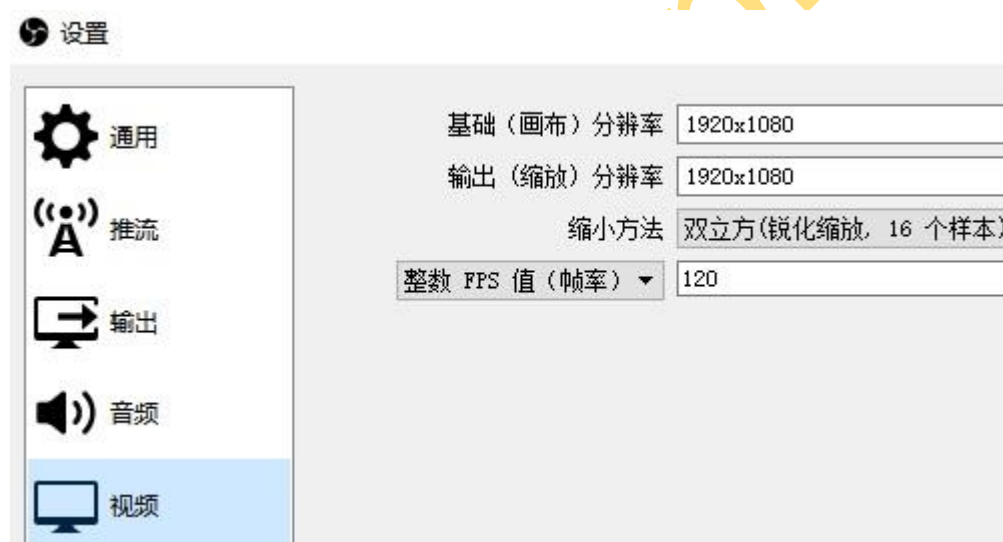 设置
通用
推流
输出
音频
视频
基础（画布）分辨率 1920x1080
输出（缩放）分辨率 1920x1080
缩小方法 双立方(锐化缩放, 16 个样本)
整数 FPS 值（帧率） 120